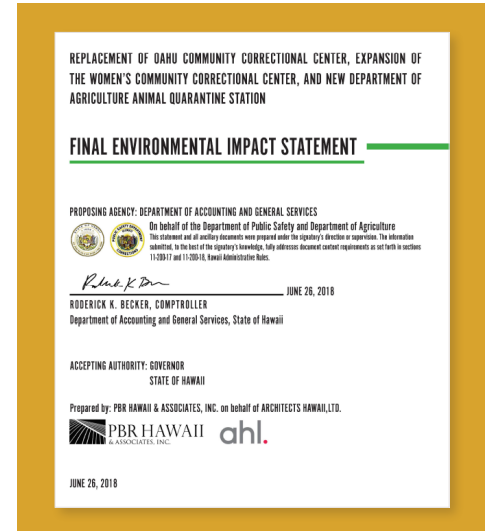 REPLACEMENT OF OAHU COMMUNITY CORRECTIONAL CENTER, EXPANSION OF
THE WOMEN'S COMMUNITY CORRECTIONAL CENTER, AND NEW DEPARTMENT OF
AGRICULTURE ANIMAL QUARANTINE STATION
FINAL ENVIRONMENTAL IMPACT STATEMENT
PROPOSING AGENCY: DEPARTMENT OF ACCOUNTING AND GENERAL SERVICES
On behalf of the Department of Public Safety and Department of Agriculture
This statement and all ancillary documents were prepared under the signatory's direction or supervision. The information
submitted, to the best of the signatory's knowledge, fully addresses document content requirements as set forth in sections
11-200-17 and 11-200-18, Hawaii Administrative Rules.
JUNE 26, 2018
RODERICK K. BECKER, COMPTROLLER
Department of Accounting and General Services, State of Hawaii
ACCEPTING AUTHORITY: GOVERNOR
STATE OF HAWAII
Prepared by: PBR HAWAII & ASSOCIATES, INC. on behalf of ARCHITECTS HAWAII,LTD.
PBR HAWAII
& ASSOCIATES, INC.
ahl.
JUNE 26, 2018